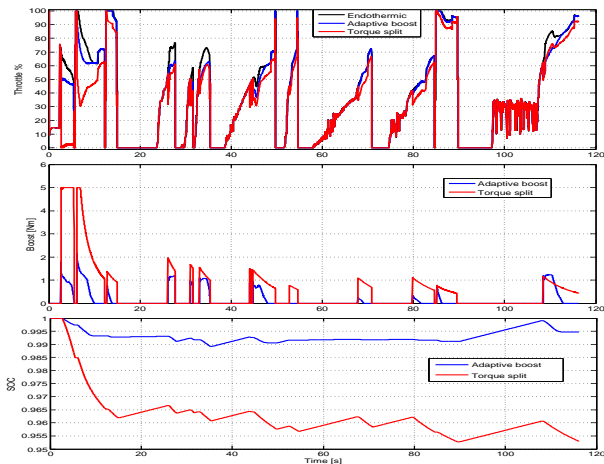 100
90
80
70
60
50
40
30
20
10
0
Throttle %
Endothermic
Adaptive boost
Torque split
0 20 40 60 80 100 120
6
5
4
3
2
1
0
Boost [Nm]
Adaptive boost
Torque split
0 20 40 60 80 100 120
1
0.995
0.99
0.985
0.98
0.975
0.97
0.965
0.96
0.955
0.95
SOC
Adaptive boost
Torque split
0 20 40 60 80 100 120
Time [s]